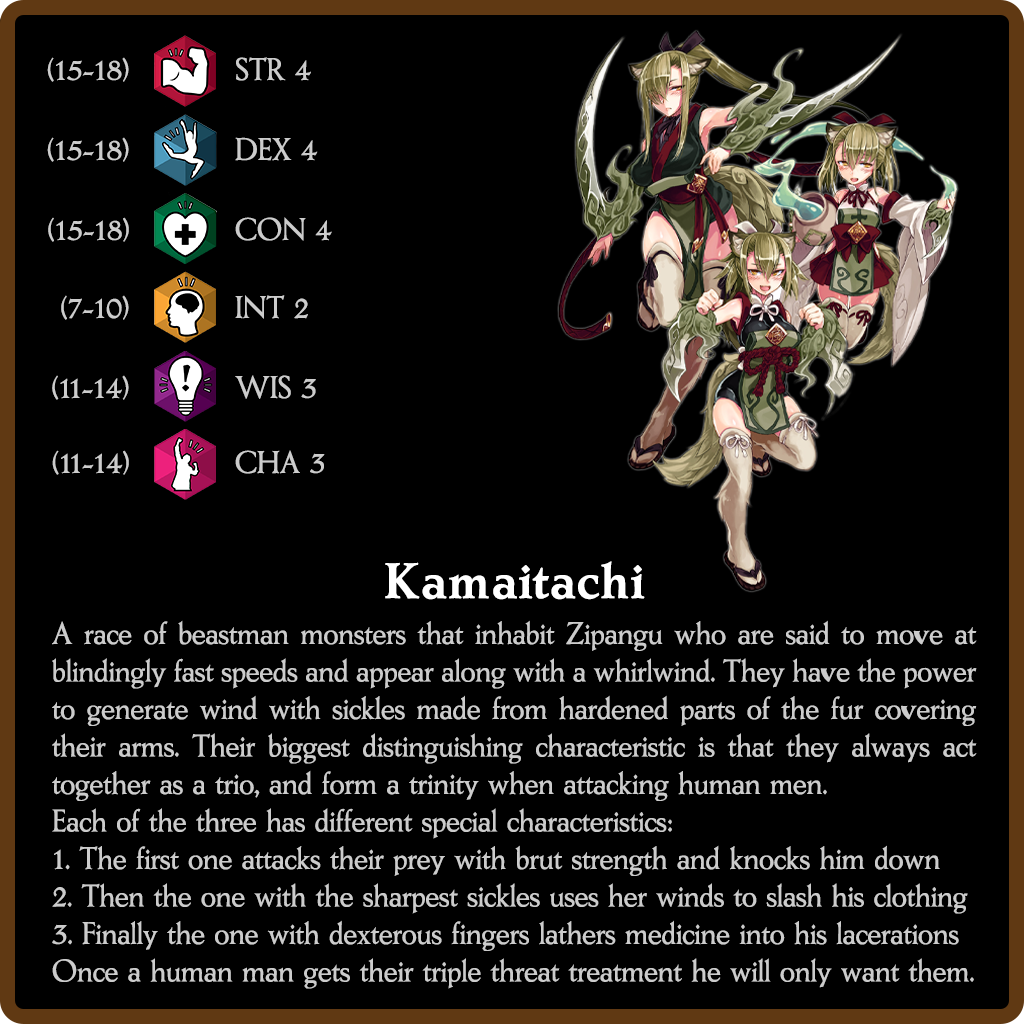 (15-18) STR 4
(15-18) DEX 4
(15-18) CON 4
(7-10) INT 2
(11-14) WIS 3
(11-14) CHA 3
Kamaitachi
A race of beastman monsters that inhabit Zipangu who are said to move at
blindingly fast speeds and appear along with a whirlwind. They have the power
to generate wind with sickles made from hardened parts of the fur covering
their arms. Their biggest distinguishing characteristic is that they always act
together as a trio, and form a trinity when attacking human men.
Each of the three has different special characteristics:
1. The first one attacks their prey with brut strength and knocks him down
2. Then the one with the sharpest sickles uses her winds to slash his clothing
3. Finally the one with dexterous fingers lathers medicine into his lacerations
Once a human man gets their triple threat treatment he will only want them.